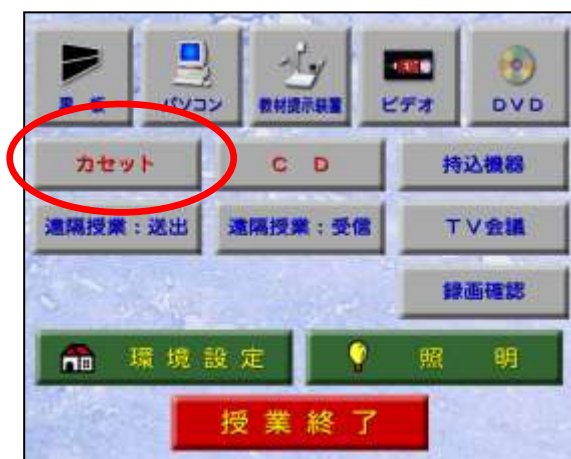 黒板 パソコン 教材提示装置 ビデオ DVD
カセット CD 持込機器
遠隔授業：送出 遠隔授業：受信 TV会議
録画確認
環境設定 照明
授業終了